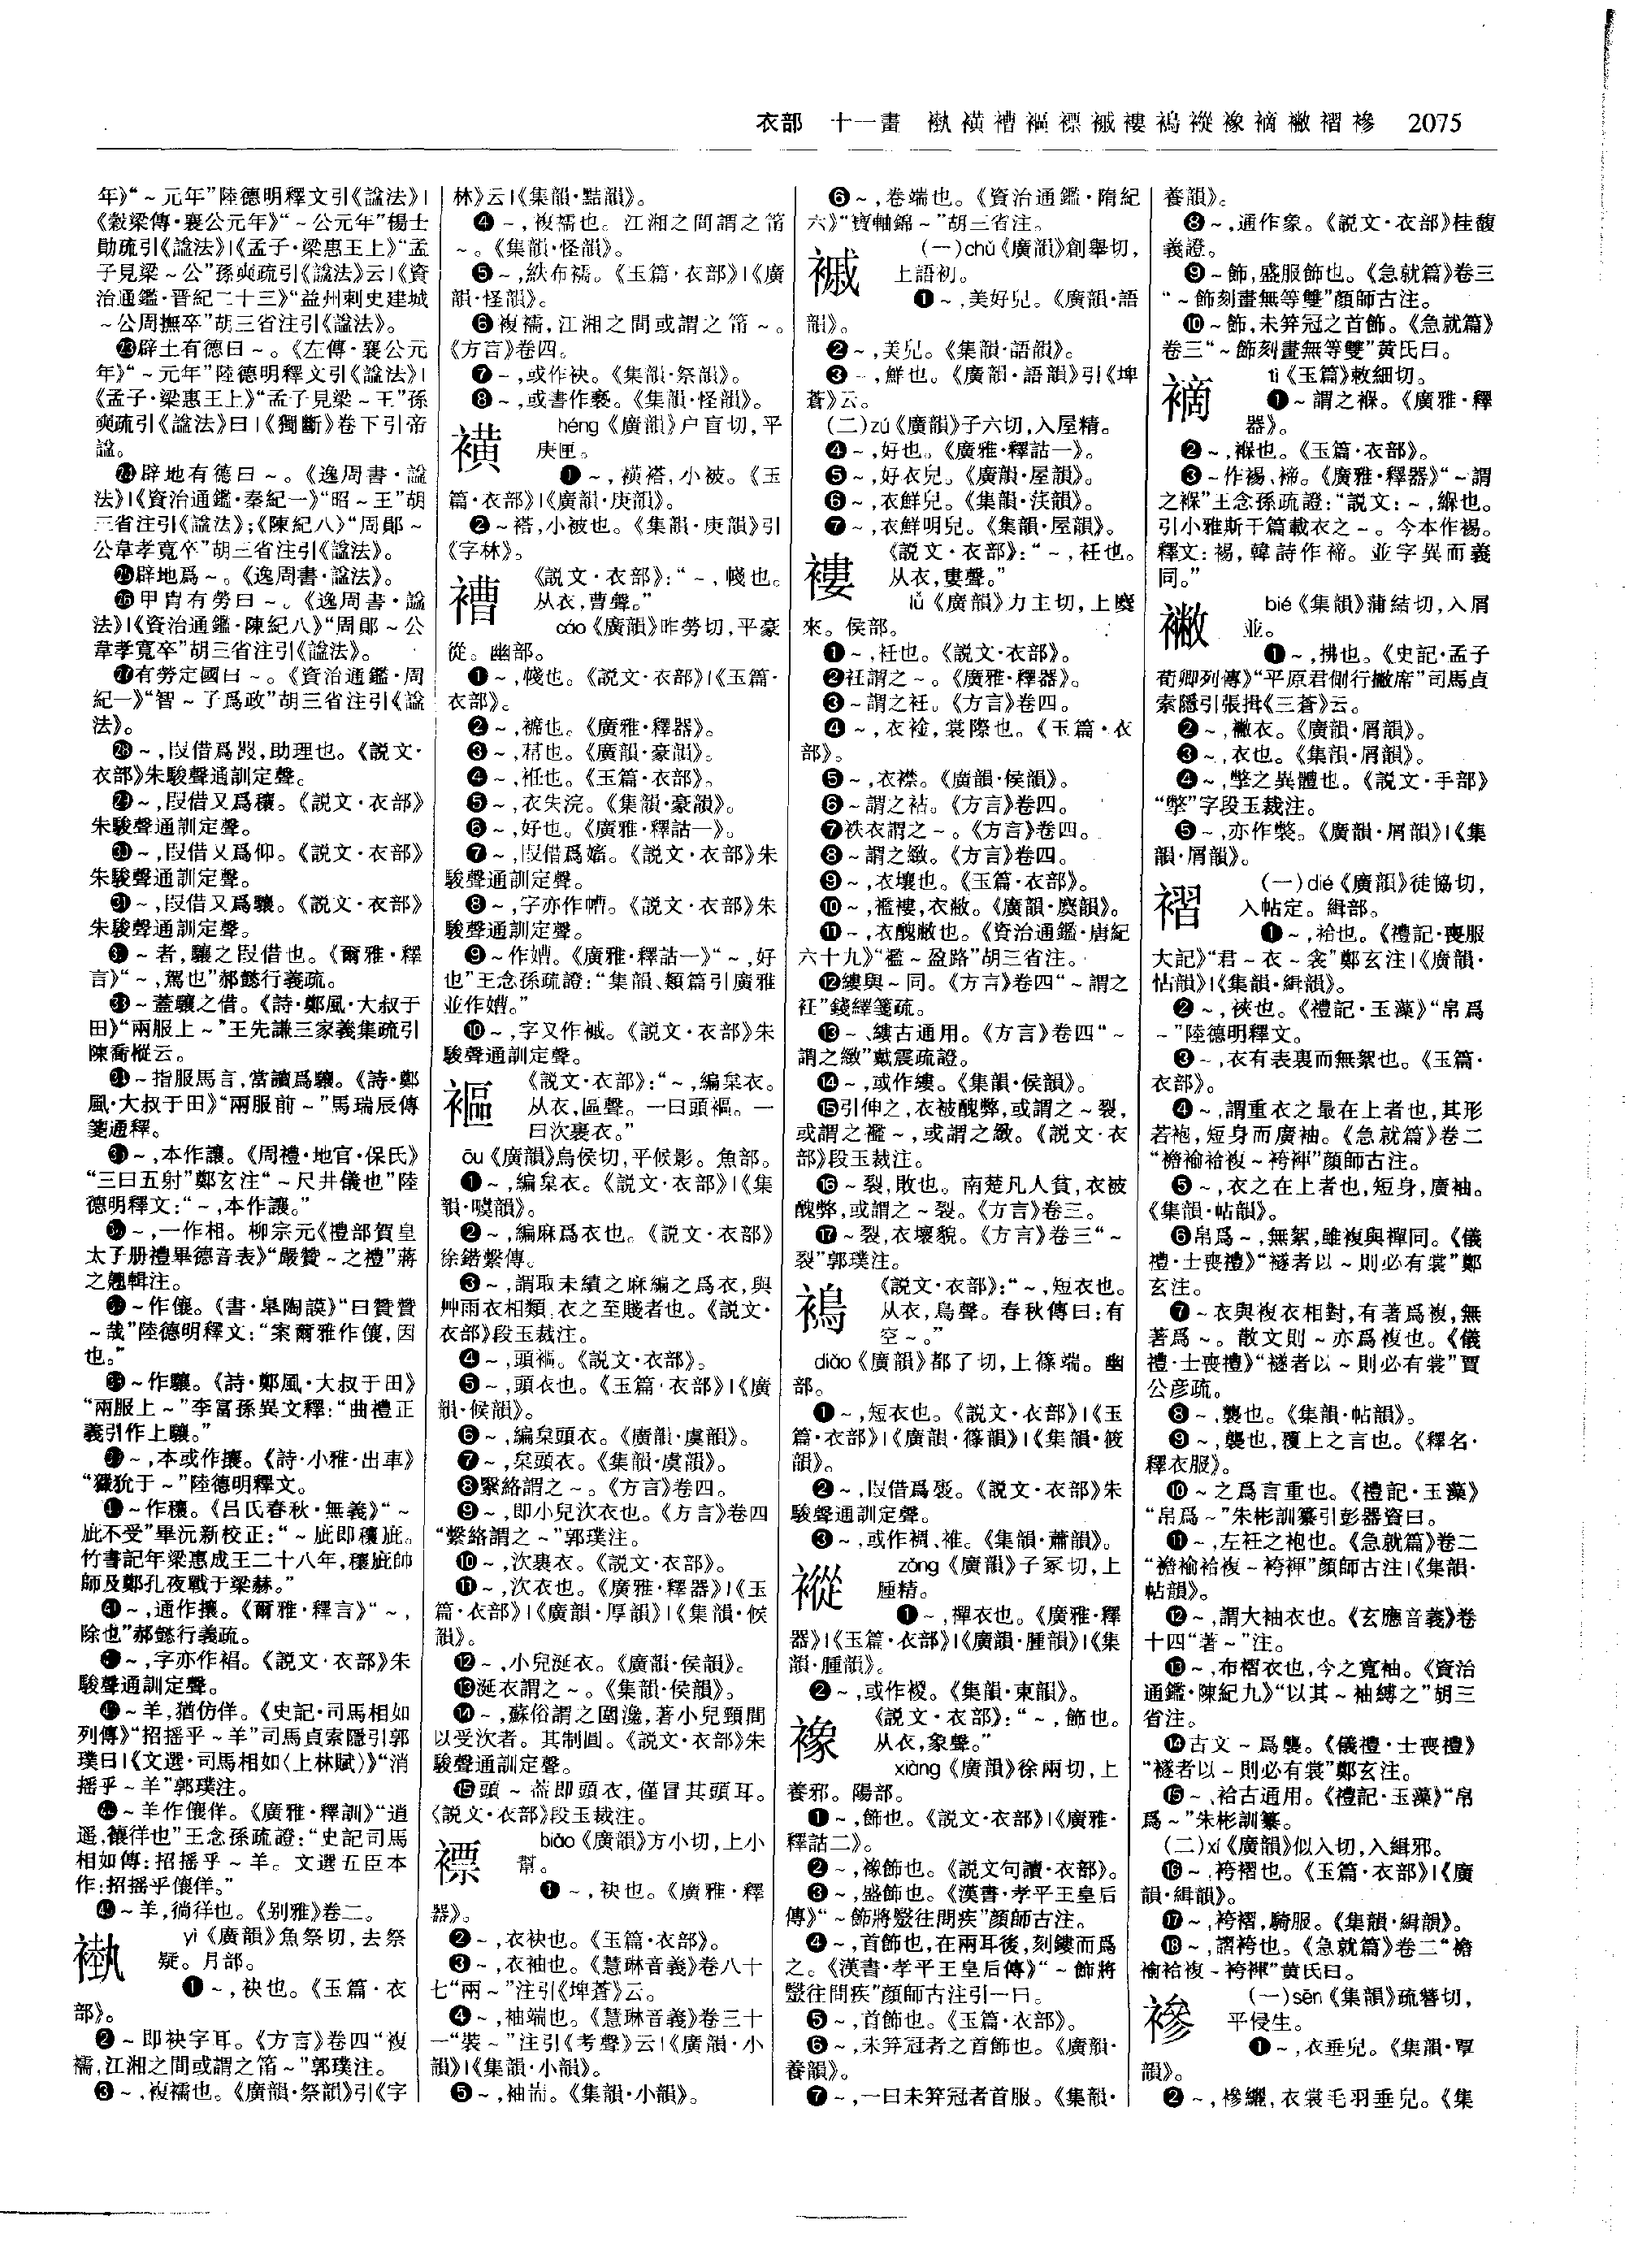 衣部 十一畫 褹䙖褿褔褾䙘褸䙚䙕襐䙗襒褶襂 2075
年》“～元年”陸德明釋文引《謚法》|
《穀梁傳·襄公元年》“～公元年”楊士
勛疏引《謚法》|《孟子·梁惠王上》“孟
子見梁～公”孫奭疏引《謚法》云|《資
治通鑑·晋紀二十三》“益州刺史建城
～公周撫卒”胡三省注引《謚法》。
㉓辟土有德曰～。《左傳·襄公元
年》“～元年”陸德明釋文引《謚法》|
《孟子·梁惠王上》“孟子見梁～王”孫
奭疏引《謚法》曰|《獨斷》卷下引帝
謚。
㉔辟地有德曰～。《逸周書·謚
法》|《資治通鑑·秦紀一》“昭～王”胡
三省注引《謚法》;《陳紀八》“周鄖～
公韋孝寬卒”胡三省注引《謚法》。
㉕辟地爲～。《逸周書·謚法》。
㉖甲胄有勞曰～。《逸周書·謚
法》|《資治通鑑·陳紀八》“周鄖～公
韋孝寬卒”胡三省注引《謚法》。
㉗有勞定國曰～。《資治通鑑·周
紀一》“智～子爲政”胡三省注引《謚
法》。
㉘～,叚借爲㕛,助理也。《説文·
衣部》朱駿聲通訓定聲。
㉙～,叚借又爲穰。《説文·衣部》
朱駿聲通訓定聲。
㉚～,叚借又爲仰。《説文·衣部》
朱駿聲通訓定聲。
㉛～,叚借又爲驤。《説文·衣部》
朱駿聲通訓定聲。
㉜～者,驤之叚借也。《爾雅·釋
言》“～,駕也”郝懿行義疏。
㉝～蓋驤之借。《詩·鄭風·大叔于
田》“兩服上～”王先謙三家義集疏引
陳喬樅云。
㉞～指服馬言,當讀爲驤。《詩·鄭
風·大叔于田》“兩服前～”馬瑞辰傳
箋通釋。
㉟～,本作讓。《周禮·地官·保氏》
“三曰五射”鄭玄注“～尺井儀也”陸
德明釋文:“～,本作讓。”
㊱～,一作相。柳宗元《禮部賀皇
太子册禮畢德音表》“嚴贊～之禮”蔣
之翹輯注。
㊲～作儴。《書·皋陶謨》“曰贊贊
～哉”陸德明釋文:“案爾雅作儴,因
也。”
㊳～作驤。《詩·鄭風·大叔于田》
“兩服上～”李富孫異文釋:“曲禮正
義引作上驤。”
㊴～,本或作攘。《詩·小雅·出車》
“玁狁于～”陸德明釋文。
㊵～作穰。《吕氏春秋·無義》“～
疵不受”畢沅新校正:“～疵即穰疵。
竹書記年梁惠成王二十八年,穰疵帥
師及鄭孔夜戰于梁赫。”
㊶～,通作攘。《爾雅·釋言》“～,
除也”郝懿行義疏。
㊷～,字亦作裮。《説文·衣部》朱
駿聲通訓定聲。
㊸～羊,猶仿佯。《史記·司馬相如
列傳》“招摇乎～羊”司馬貞索隱引郭
璞曰|《文選·司馬相如〈上林賦〉》“消
摇乎～羊”郭璞注。
㊹～羊作儴佯。《廣雅·釋訓》“逍
遥,儴徉也”王念孫疏證:“史記司馬
相如傳:招摇乎～羊。文選五臣本
作:招摇乎儴佯。”
㊺～羊,徜徉也。《别雅》卷二。
褹 yì《廣韻》魚祭切,去祭
疑。月部。
❶～,袂也。《玉篇·衣
部》。
❷～即袂字耳。《方言》卷四“複
襦,江湘之間或謂之筩～”郭璞注。
❸～,複襦也。《廣韻·祭韻》引《字
林》云|《集韻·黠韻》。
❹～,複襦也。江湘之間謂之筩
～。《集韻·怪韻》。
❺～,紩布襦。《玉篇·衣部》|《廣
韻·怪韻》。
❻複襦,江湘之間或謂之筩～。
《方言》卷四。
❼～,或作袂。《集韻·祭韻》。
❽～,或書作褻。《集韻·怪韻》。
䙖 héng《廣韻》户盲切,平
庚匣。
❶～,䙖褡,小被。《玉
篇·衣部》|《廣韻·庚韻》。
❷～褡,小被也。《集韻·庚韻》引
《字林》。
褿 《説文·衣部》:“～,帴也。
从衣,曹聲。”
cáo《廣韻》昨勞切,平豪
從。幽部。
❶～,帴也。《説文·衣部》|《玉篇·
衣部》。
❷～,褯也。《廣雅·釋器》。
❸～,䘤也。《廣韻·豪韻》。
❹～,袛也。《玉篇·衣部》。
❺～,衣失浣。《集韻·豪韻》。
❻～,好也。《廣雅·釋詁一》。
❼～,叚借爲嫧。《説文·衣部》朱
駿聲通訓定聲。
❽～,字亦作㡟。《説文·衣部》朱
駿聲通訓定聲。
❾～作嬏。《廣雅·釋詁一》“～,好
也”王念孫疏證:“集韻、類篇引廣雅
並作嬏。”
❿～,字又作䙘。《説文·衣部》朱
駿聲通訓定聲。
䙔 《説文·衣部》:“～,編枲衣。
从衣,區聲。一曰頭䙔。一
曰次裹衣。”
ōu《廣韻》烏侯切,平候影。魚部。
❶～,編枲衣。《説文·衣部》|《集
韻·噳韻》。
❷～,編麻爲衣也。《説文·衣部》
徐鍇繫傳。
❸～,謂取未績之麻編之爲衣,與
艸雨衣相類,衣之至賤者也。《説文·
衣部》段玉裁注。
❹～,頭䙔。《説文·衣部》。
❺～,頭衣也。《玉篇·衣部》|《廣
韻·候韻》。
❻～,編枲頭衣。《廣韻·虞韻》。
❼～,枲頭衣。《集韻·虞韻》。
❽繄絡謂之～。《方言》卷四。
❾～,即小兒次衣也。《方言》卷四
“繄絡謂之～”郭璞注。
❿～,次裹衣。《説文·衣部》。
⓫～,次衣也。《廣雅·釋器》|《玉
篇·衣部》|《廣韻·厚韻》|《集韻·候
韻》。
⓬～,小兒涎衣。《廣韻·侯韻》。
⓭涎衣謂之～。《集韻·侯韻》。
⓮～,蘇俗謂之圍瀺,著小兒頸間
以受次者。其制圓。《説文·衣部》朱
駿聲通訓定聲。
⓯頭～葢即頭衣,僅冒其頭耳。
《説文·衣部》段玉裁注。
褾 biǎo《廣韻》方小切,上小
幫。
❶～,袂也。《廣雅·釋
器》。
❷～,衣袂也。《玉篇·衣部》。
❸～,衣袖也。《慧琳音義》卷八十
七“兩～”注引《埤蒼》云。
❹～,袖端也。《慧琳音義》卷三十
一“裝～”注引《考聲》云|《廣韻·小
韻》|《集韻·小韻》。
❺～,袖耑。《集韻·小韻》。
❻～,卷端也。《資治通鑑·隋紀
六》“寶軸錦～”胡三省注。
䙘 (一)chǔ《廣韻》創舉切,
上語初。
❶～,美好皃。《廣韻·語
韻》。
❷～,美皃。《集韻·語韻》。
❸～,鮮也。《廣韻·語韻》引《埤
蒼》云。
(二)zú《廣韻》子六切,入屋精。
❹～,好也。《廣雅·釋詁一》。
❺～,好衣皃。《廣韻·屋韻》。
❻～,衣鮮皃。《集韻·沃韻》。
❼～,衣鮮明皃。《集韻·屋韻》。
褸 《説文·衣部》:“～,衽也。
从衣,婁聲。”
lǚ《廣韻》力主切,上麌
來。侯部。
❶～,衽也。《説文·衣部》。
❷衽謂之～。《廣雅·釋器》。
❸～謂之衽。《方言》卷四。
❹～,衣䘳,裳際也。《玉篇·衣
部》。
❺～,衣襟。《廣韻·侯韻》。
❻～謂之袩。《方言》卷四。
❼袟衣謂之～。《方言》卷四。
❽～謂之緻。《方言》卷四。
❾～,衣壞也。《玉篇·衣部》。
❿～,襤褸,衣敝。《廣韻·麌韻》。
⓫～,衣醜敝也。《資治通鑑·唐紀
六十九》“襤～盈路”胡三省注。
⓬縷與～同。《方言》卷四“～謂之
衽”錢繹箋疏。
⓭～、縷古通用。《方言》卷四“～
謂之緻”戴震疏證。
⓮～,或作縷。《集韻·侯韻》。
⓯引伸之,衣被醜弊,或謂之～裂,
或謂之襤～,或謂之緻。《説文·衣
部》段玉裁注。
⓰～裂,敗也。南楚凡人貧,衣被
醜弊,或謂之～裂。《方言》卷三。
⓱～裂,衣壞貌。《方言》卷三“～
裂”郭璞注。
䙚 《説文·衣部》:“～,短衣也。
从衣,鳥聲。春秋傳曰:有
空～。”
diǎo《廣韻》都了切,上篠端。幽
部。
❶～,短衣也。《説文·衣部》|《玉
篇·衣部》|《廣韻·篠韻》|《集韻·筱
韻》。
❷～,叚借爲裻。《説文·衣部》朱
駿聲通訓定聲。
❸～,或作裯、裞。《集韻·蕭韻》。
䙕 zǒng《廣韻》子冢切,上
腫精。
❶～,襌衣也。《廣雅·釋
器》|《玉篇·衣部》|《廣韻·腫韻》|《集
韻·腫韻》。
❷～,或作椶。《集韻·東韻》。
襐 《説文·衣部》:“～,飾也。
从衣,象聲。”
xiàng《廣韻》徐兩切,上
養邪。陽部。
❶～,飾也。《説文·衣部》|《廣雅·
釋詁二》。
❷～,襐飾也。《説文句讀·衣部》。
❸～,盛飾也。《漢書·孝平王皇后
傳》“～飾將毉往問疾”顏師古注。
❹～,首飾也,在兩耳後,刻鏤而爲
之。《漢書·孝平王皇后傳》“～飾將
毉往問疾”顏師古注引一曰。
❺～,首飾也。《玉篇·衣部》。
❻～,未笄冠者之首飾也。《廣韻·
養韻》。
❼～,一曰未笄冠者首服。《集韻·
養韻》。
❽～,通作象。《説文·衣部》桂馥
義證。
❾～飾,盛服飾也。《急就篇》卷三
“～飾刻畫無等雙”顏師古注。
❿～飾,未笄冠之首飾。《急就篇》
卷三“～飾刻畫無等雙”黄氏曰。
䙗 tì《玉篇》敕細切。
❶～謂之褓。《廣雅·釋
器》。
❷～,褓也。《玉篇·衣部》。
❸～作裼、褅。《廣雅·釋器》“～謂
之褓”王念孫疏證:“説文:～,緥也。
引小雅斯干篇載衣之～。今本作裼。
釋文:裼,韓詩作褅。並字異而義
同。”
襒 bié《集韻》蒲結切,入屑
並。
❶～,拂也。《史記·孟子
荀卿列傳》“平原君側行撇席”司馬貞
索隱引張揖《三蒼》云。
❷～,襒衣。《廣韻·屑韻》。
❸～,衣也。《集韻·屑韻》。
❹～,擎之異體也。《説文·手部》
“擎”字段玉裁注。
❺～,亦作㡜。《廣韻·屑韻》|《集
韻·屑韻》。
褶 (一)dié《廣韻》徒協切,
入帖定。緝部。
❶～,袷也。《禮記·喪服
大記》“君～衣～衾”鄭玄注|《廣韻·
怗韻》|《集韻·緝韻》。
❷～,裌也。《禮記·玉藻》“帛爲
～”陸德明釋文。
❸～,衣有表裏而無絮也。《玉篇·
衣部》。
❹～,謂重衣之最在上者也,其形
若袍,短身而廣袖。《急就篇》卷二
“襜褕袷複～袴褌”顏師古注。
❺～,衣之在上者也,短身,廣袖。
《集韻·帖韻》。
❻帛爲～,無絮,雖複與襌同。《儀
禮·士喪禮》“襚者以～則必有裳”鄭
玄注。
❼～衣與複衣相對,有著爲複,無
著爲～。散文則～亦爲複也。《儀
禮·士喪禮》“襚者以～則必有裳”賈
公彦疏。
❽～,襲也。《集韻·帖韻》。
❾～,襲也,覆上之言也。《釋名·
釋衣服》。
❿～之爲言重也。《禮記·玉藻》
“帛爲～”朱彬訓纂引彭器資曰。
⓫～,左衽之袍也。《急就篇》卷二
“襜褕袷複～袴褌”顏師古注|《集韻·
帖韻》。
⓬～,謂大袖衣也。《玄應音義》卷
十四“著～”注。
⓭～,布褶衣也,今之寬袖。《資治
通鑑·陳紀九》“以其～袖縛之”胡三
省注。
⓮古文～爲襲。《儀禮·士喪禮》
“襚者以～則必有裳”鄭玄注。
⓯～、袷古通用。《禮記·玉藻》“帛
爲～”朱彬訓纂。
(二)xí《廣韻》似入切,入緝邪。
⓰～,袴褶也。《玉篇·衣部》|《廣
韻·緝韻》。
⓱～,袴褶,騎服。《集韻·緝韻》。
⓲～,謂袴也。《急就篇》卷二“襜
褕袷複～袴褌”黄氏曰。
襂 (一)sēn《集韻》疏簪切,
平侵生。
❶～,衣垂皃。《集韻·覃
韻》。
❷～,襂纚,衣裳毛羽垂皃。《集